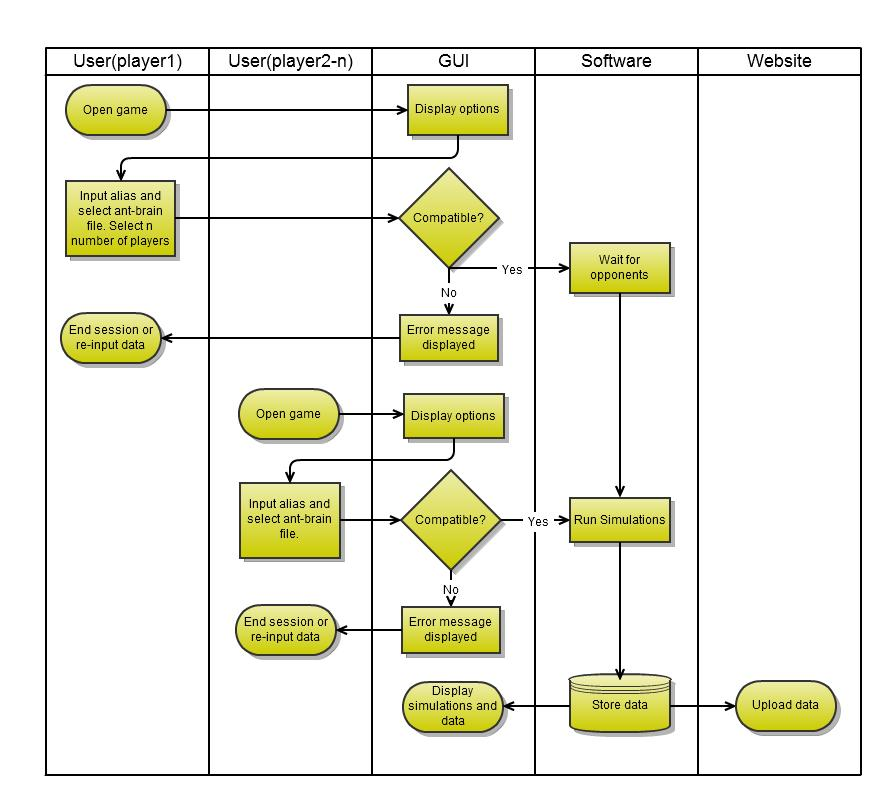 User(player1)
User(player2-n)
GUI
Software
Website
Open game
Display options
Input alias and
select ant-brain
file. Select n
number of players
Compatible?
Yes
Wait for
opponents
No
End session or
re-input data
Error message
displayed
Open game
Display options
Input alias and
select ant-brain
file.
Compatible?
Yes
Run Simulations
No
End session or
re-input data
Error message
displayed
Display
simulations and
data
Store data
Upload data